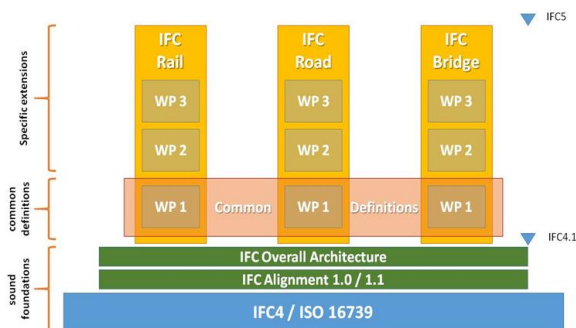 IFC5
IFC Rail
IFC Road
IFC Bridge
Specific extensions
WP 3
WP 3
WP 3
WP 2
WP 2
WP 2
common definitions
WP 1
Common
WP 1
Definitions
WP 1
IFC4.1
sound foundations
IFC Overall Architecture
IFC Alignment 1.0 / 1.1
IFC4 / ISO 16739